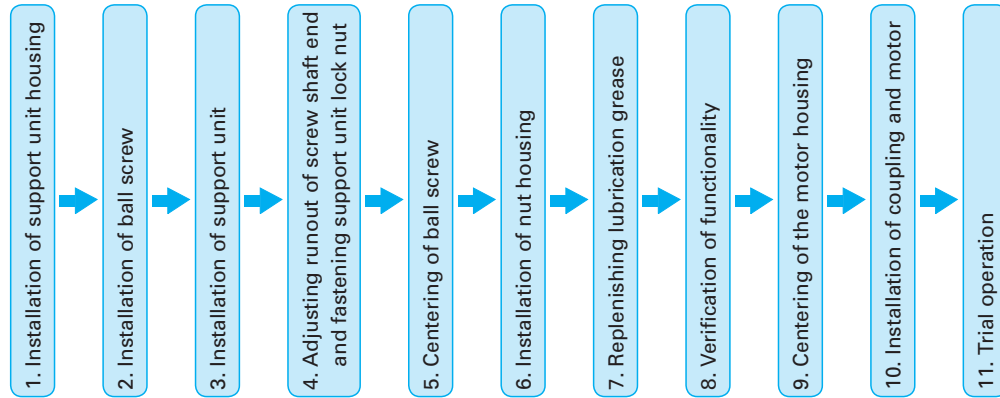 1. Installation of support unit housing
2. Installation of ball screw
3. Installation of support unit
4. Adjusting runout of screw shaft end
and fastening support unit lock nut
5. Centering of ball screw
6. Installation of nut housing
7. Replenishing lubrication grease
8. Verification of functionality
9. Centering of the motor housing
10. Installation of coupling and motor
11. Trial operation